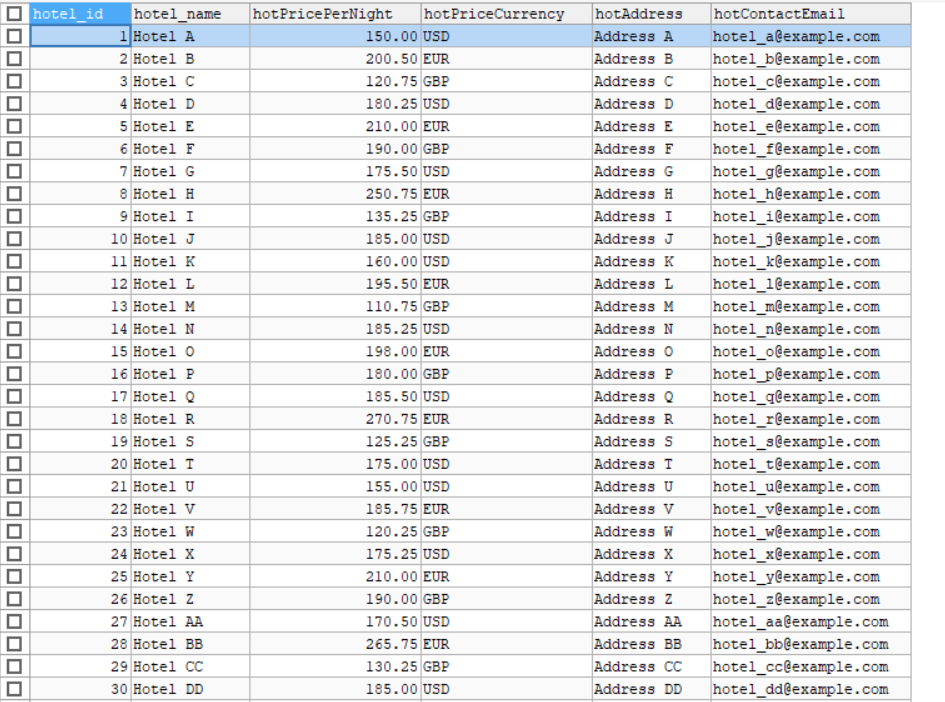 hotel_id hotel_name hotPricePerNight hotPriceCurrency hotAddress hotContactEmail
1 Hotel A 150.00 USD Address A hotel_a@example.com
2 Hotel B 200.50 EUR Address B hotel_b@example.com
3 Hotel C 120.75 GBP Address C hotel_c@example.com
4 Hotel D 180.25 USD Address D hotel_d@example.com
5 Hotel E 210.00 EUR Address E hotel_e@example.com
6 Hotel F 190.00 GBP Address F hotel_f@example.com
7 Hotel G 175.50 USD Address G hotel_g@example.com
8 Hotel H 250.75 EUR Address H hotel_h@example.com
9 Hotel I 135.25 GBP Address I hotel_i@example.com
10 Hotel J 185.00 USD Address J hotel_j@example.com
11 Hotel K 160.00 USD Address K hotel_k@example.com
12 Hotel L 195.50 EUR Address L hotel_l@example.com
13 Hotel M 110.75 GBP Address M hotel_m@example.com
14 Hotel N 185.25 USD Address N hotel_n@example.com
15 Hotel O 198.00 EUR Address O hotel_o@example.com
16 Hotel P 180.00 GBP Address P hotel_p@example.com
17 Hotel Q 185.50 USD Address Q hotel_q@example.com
18 Hotel R 270.75 EUR Address R hotel_r@example.com
19 Hotel S 125.25 GBP Address S hotel_s@example.com
20 Hotel T 175.00 USD Address T hotel_t@example.com
21 Hotel U 155.00 USD Address U hotel_u@example.com
22 Hotel V 185.75 EUR Address V hotel_v@example.com
23 Hotel W 120.25 GBP Address W hotel_w@example.com
24 Hotel X 175.25 USD Address X hotel_x@example.com
25 Hotel Y 210.00 EUR Address Y hotel_y@example.com
26 Hotel Z 190.00 GBP Address Z hotel_z@example.com
27 Hotel AA 170.50 USD Address AA hotel_aa@example.com
28 Hotel BB 265.75 EUR Address BB hotel_bb@example.com
29 Hotel CC 130.25 GBP Address CC hotel_cc@example.com
30 Hotel DD 185.00 USD Address DD hotel_dd@example.com